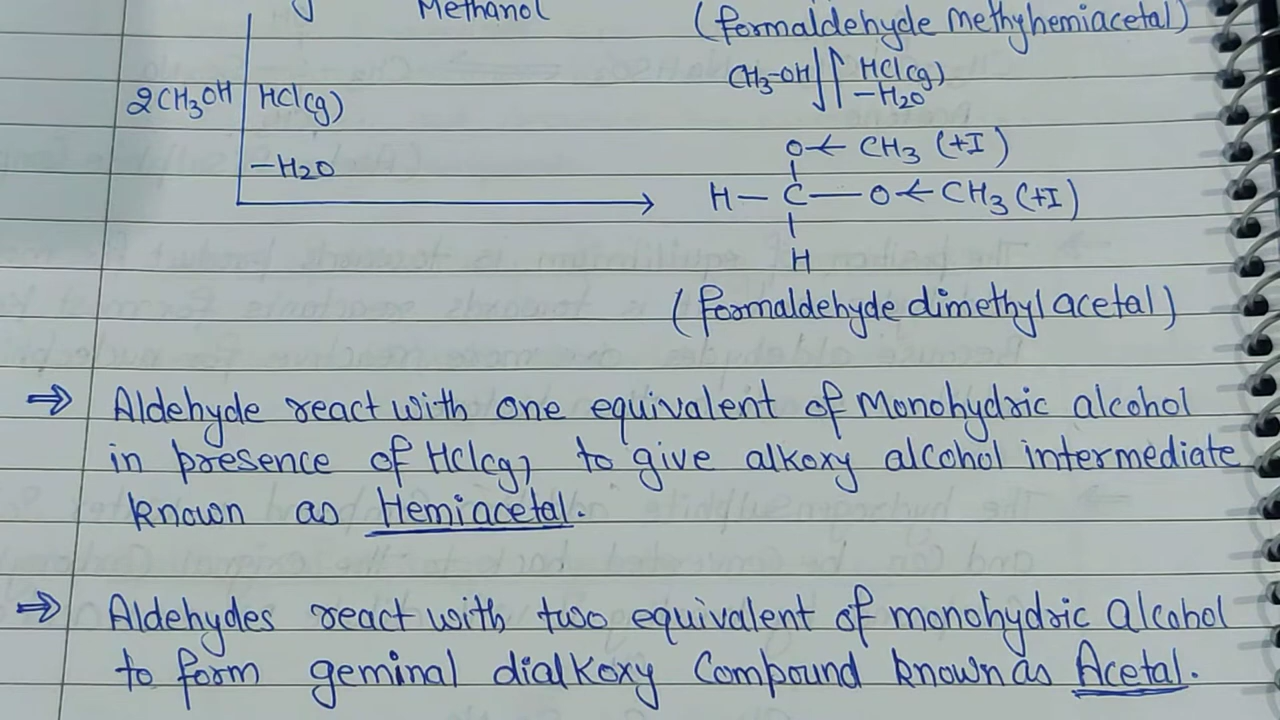 Methanol
(formaldehyde methyhemiacetal)
CH3-OH HCl(g)
-H2O
2CH3OH HCl(g)
-H2O
O← CH3 (+I)
H- C - O ← CH3 (+I)
H
(formaldehyde dimethyl acetal)
⇒ Aldehyde react with one equivalent of Monohydric alcohol
in presence of HCl(g) to give alkoxy alcohol intermediate
known as Hemiacetal.
⇒ Aldehydes react with two equivalent of monohydric alcohol
to form geminal dialkoxy Compound known as Acetal.